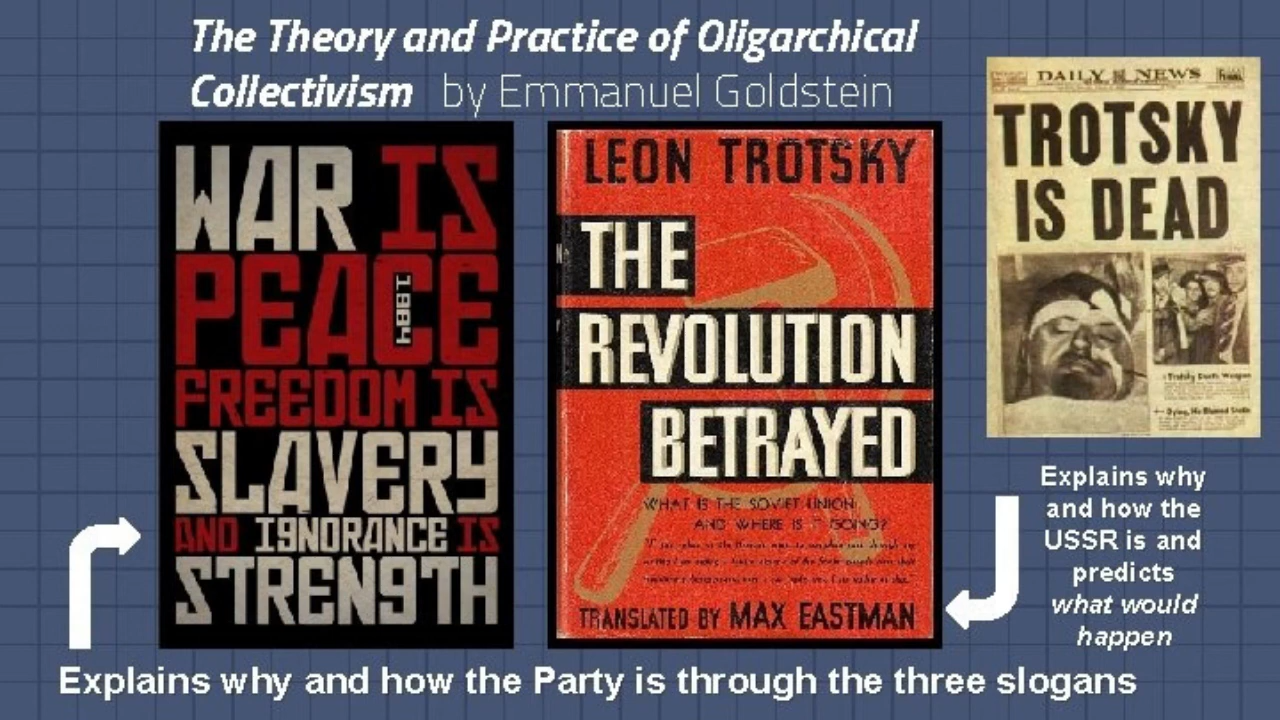 The Theory and Practice of Oligarchical
Collectivism by Emmanuel Goldstein
WAR IS
PEACE
1984
FREEDOM IS
SLAVERY
AND I9NORANCE IS
STREN9TH
LEON TROTSKY
THE
REVOLUTION
BETRAYED
WHAT IS THE SOVIET UNION
AND WHERE IS IT GOING?
TRANSLATED BY MAX EASTMAN
DAILY NEWS
TROTSKY
IS DEAD
Explains why
and how the
USSR is and
predicts
what would
happen
Explains why and how the Party is through the three slogans